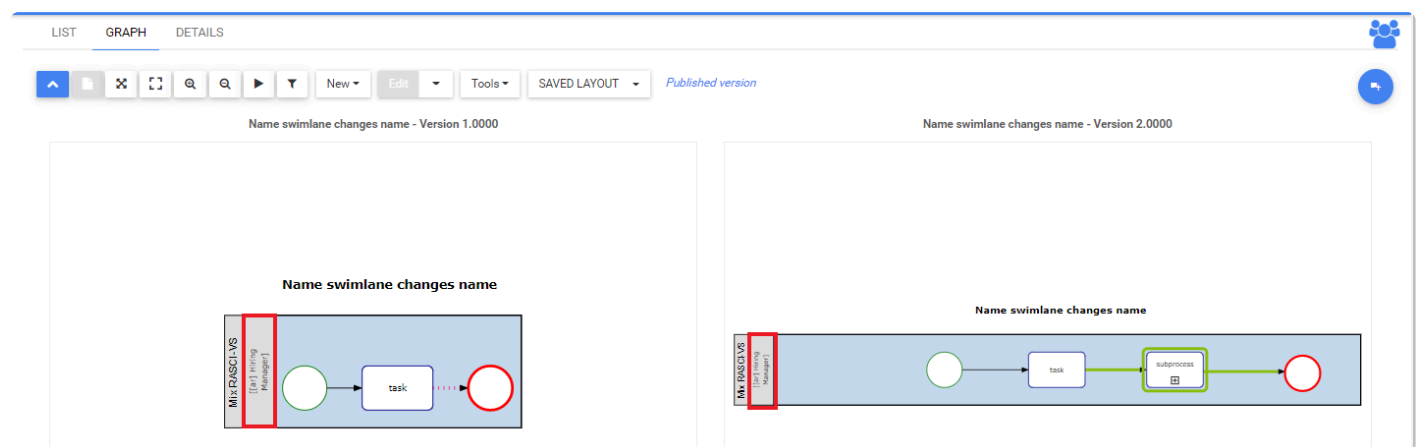 LIST GRAPH DETAILS
New Edit Tools SAVED LAYOUT Published version
Name swimlane changes name - Version 1.0000
Name swimlane changes name - Version 2.0000
Name swimlane changes name
Mix RASCI-VS
[[ar] Hiring
Manager]
task
Name swimlane changes name
Mix RASCI-VS
[[ar] Hiring
Manager]
task
subprocess